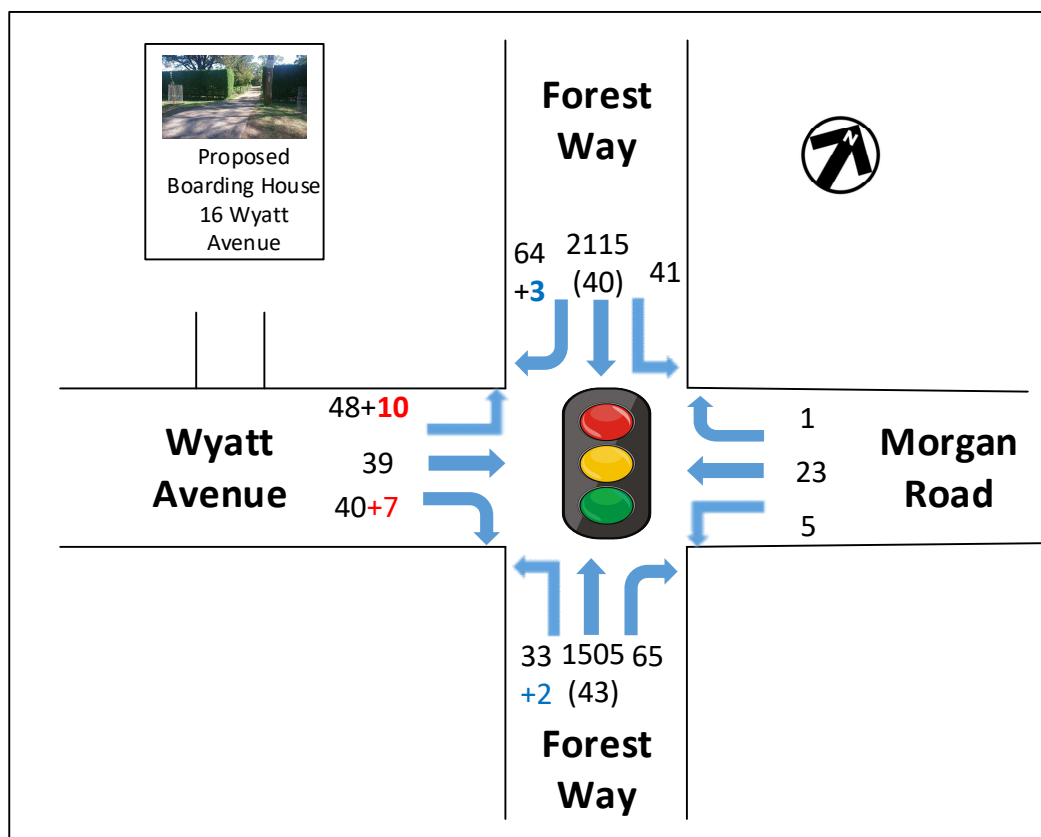 Proposed
Boarding House
16 Wyatt
Avenue
Forest
Way
N
64
+3
2115
(40)
41
48+10
39
40+7
Wyatt
Avenue
1
23
5
Morgan
Road
33
+2
1505
(43)
65
Forest
Way